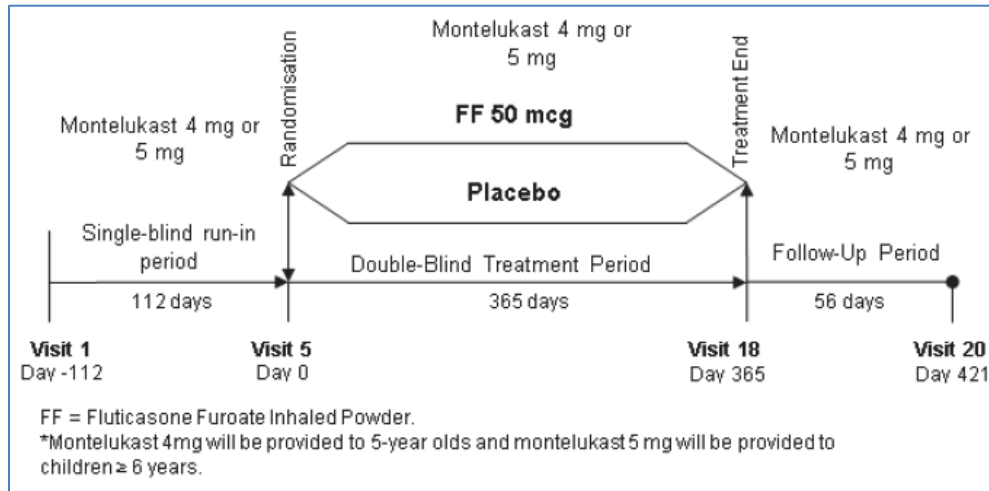 Montelukast 4 mg or
5 mg
Randomisation
Treatment End
FF 50 mcg
Montelukast 4 mg or
5 mg
Montelukast 4 mg or
5 mg
Placebo
Single-blind run-in
period
Double-Blind Treatment Period
Follow-Up Period
112 days
365 days
56 days
Visit 1
Day -112
Visit 5
Day 0
Visit 18
Day 365
Visit 20
Day 421
FF = Fluticasone Furoate Inhaled Powder.
*Montelukast 4mg will be provided to 5-year olds and montelukast 5 mg will be provided to
children ≥ 6 years.